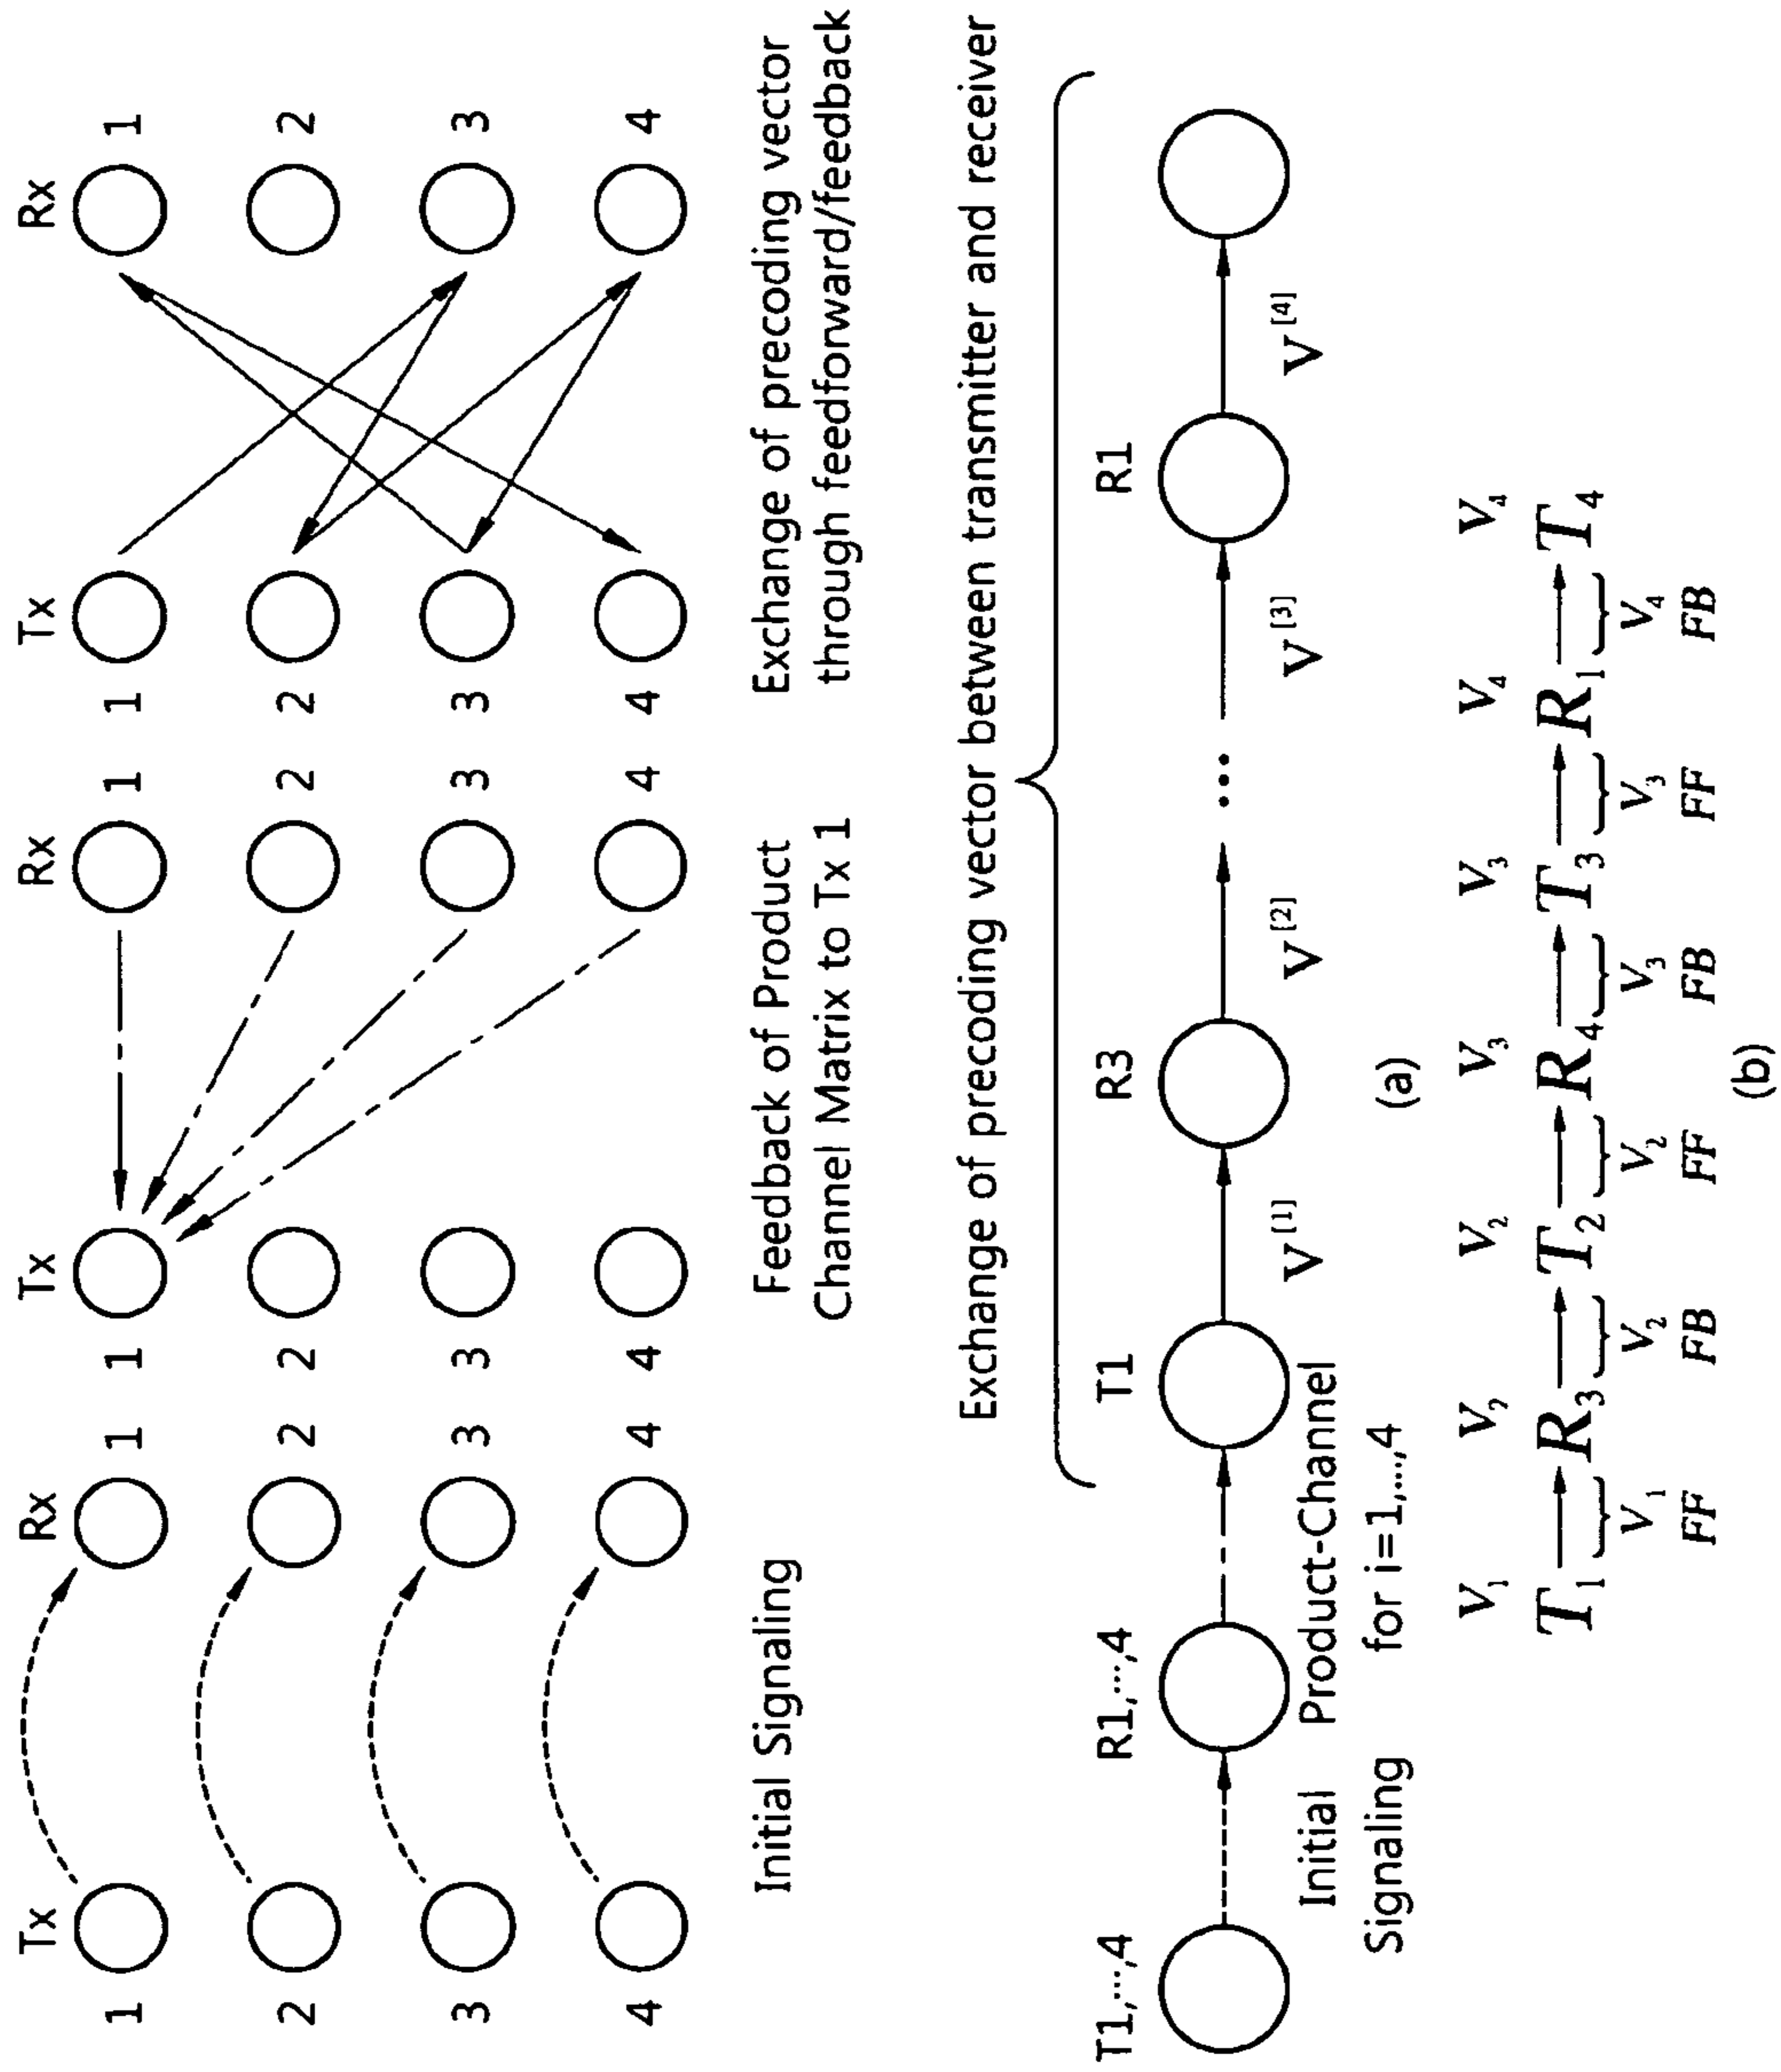 Tx Rx Tx Rx Tx Rx
1 1 1 1 1 1
2 2 2 2 2 2
3 3 3 3 3 3
4 4 4 4 4 4
Initial Signaling
Feedback of Product
Channel Matrix to Tx 1
Exchange of precoding vector
through feedforward/feedback
Exchange of precoding vector between transmitter and receiver
T1,⋯,4 R1,⋯,4 T1 R3 ⋯ R1
Initial
Signaling
Product-Channel
for i=1,...,4
V[1] V[2] V[3] V[4]
(a)
V1 V2 V2 V3 V3 V4 V4
T1 R3 T2 R4 T3 R1 T4
V1 V2 V2 V3 V3 V4
FF FB FF FB FF FB
(b)